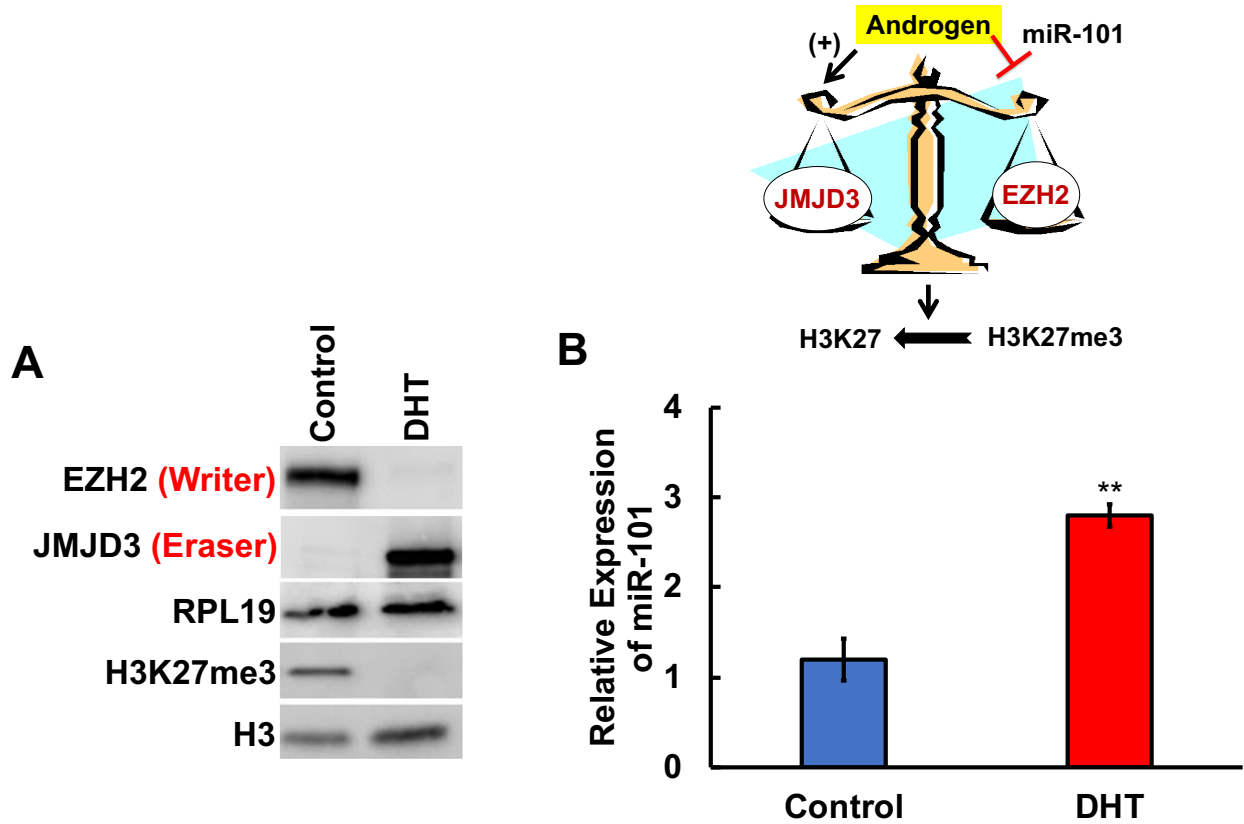 Androgen
(+)
miR-101
JMJD3
EZH2
H3K27
H3K27me3
A
Control
DHT
EZH2 (Writer)
JMJD3 (Eraser)
RPL19
H3K27me3
H3
B
Relative Expression
of miR-101
4
3
2
1
0
**
Control
DHT